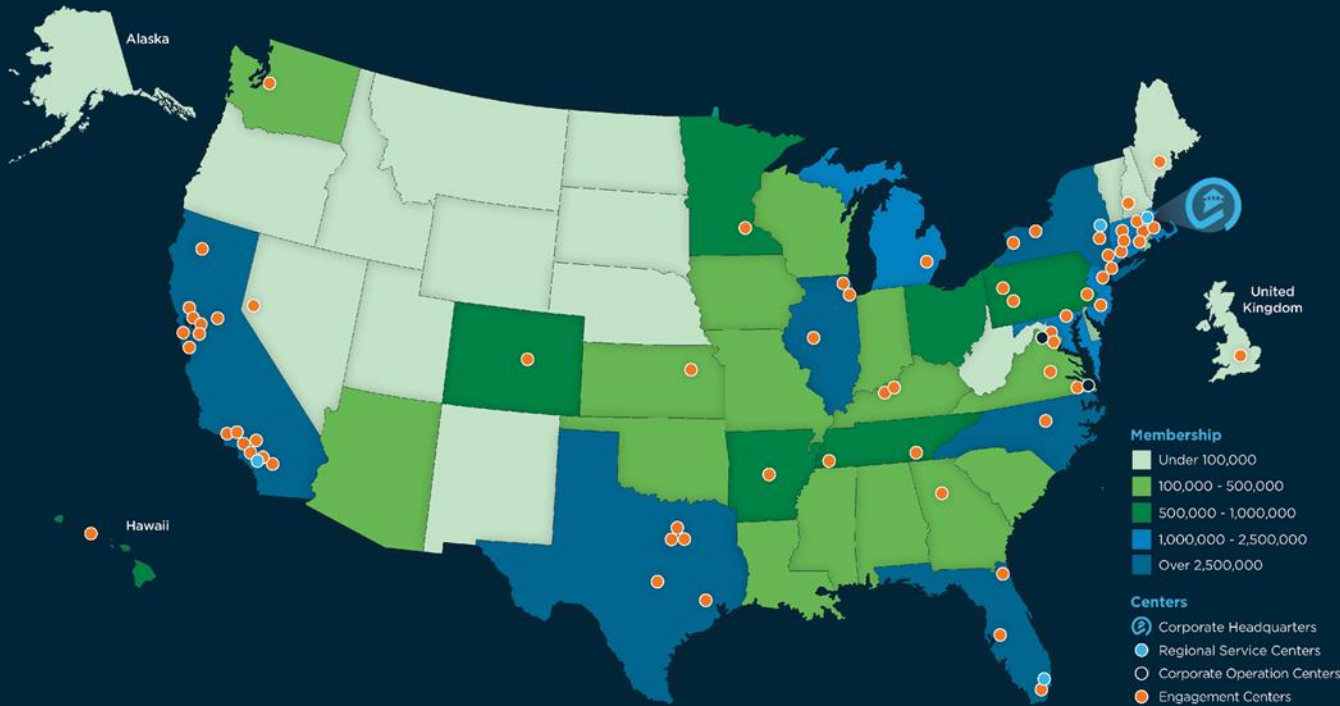 Alaska
United
Kingdom
Hawaii
Membership
Under 100,000
100,000 - 500,000
500,000 - 1,000,000
1,000,000 - 2,500,000
Over 2,500,000
Centers
Corporate Headquarters
Regional Service Centers
Corporate Operation Centers
Engagement Centers